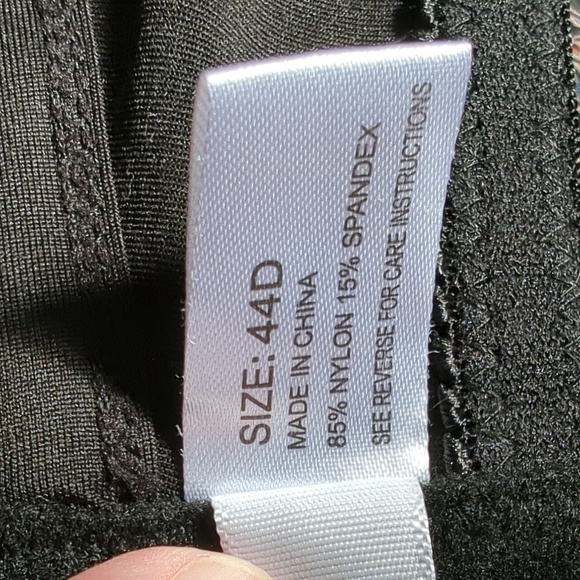 SIZE: 44D
MADE IN CHINA
85% NYLON 15% SPANDEX
SEE REVERSE FOR CARE INSTRUCTIONS